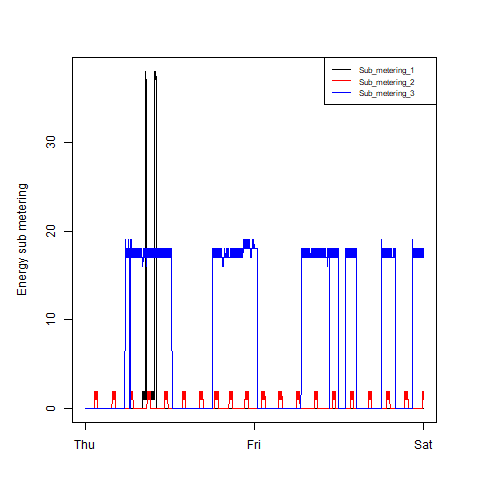 Sub_metering_1
Sub_metering_2
Sub_metering_3
Energy sub metering
30
20
10
0
Thu Fri Sat